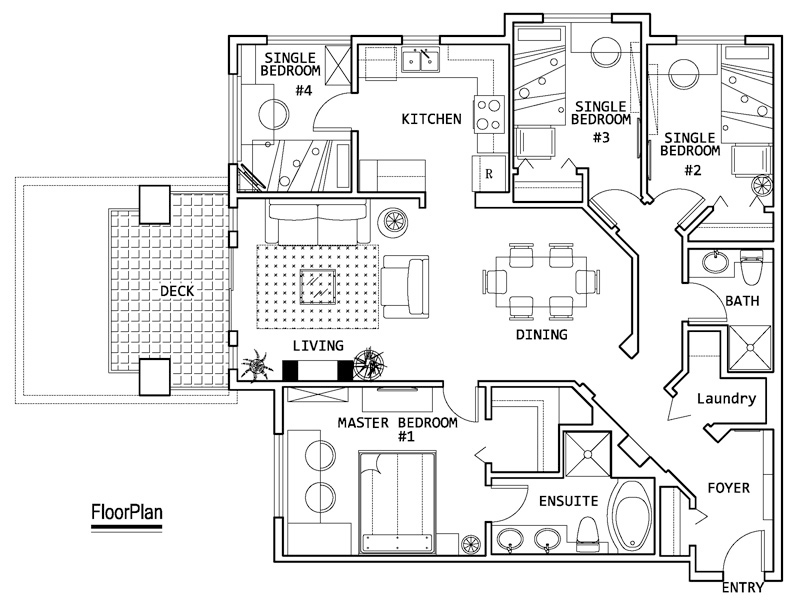 SINGLE
BEDROOM
#4
KITCHEN
SINGLE
BEDROOM
#3
SINGLE
BEDROOM
#2
R
DECK
BATH
DINING
LIVING
Laundry
MASTER BEDROOM
#1
FOYER
ENSUITE
FloorPlan
ENTRY